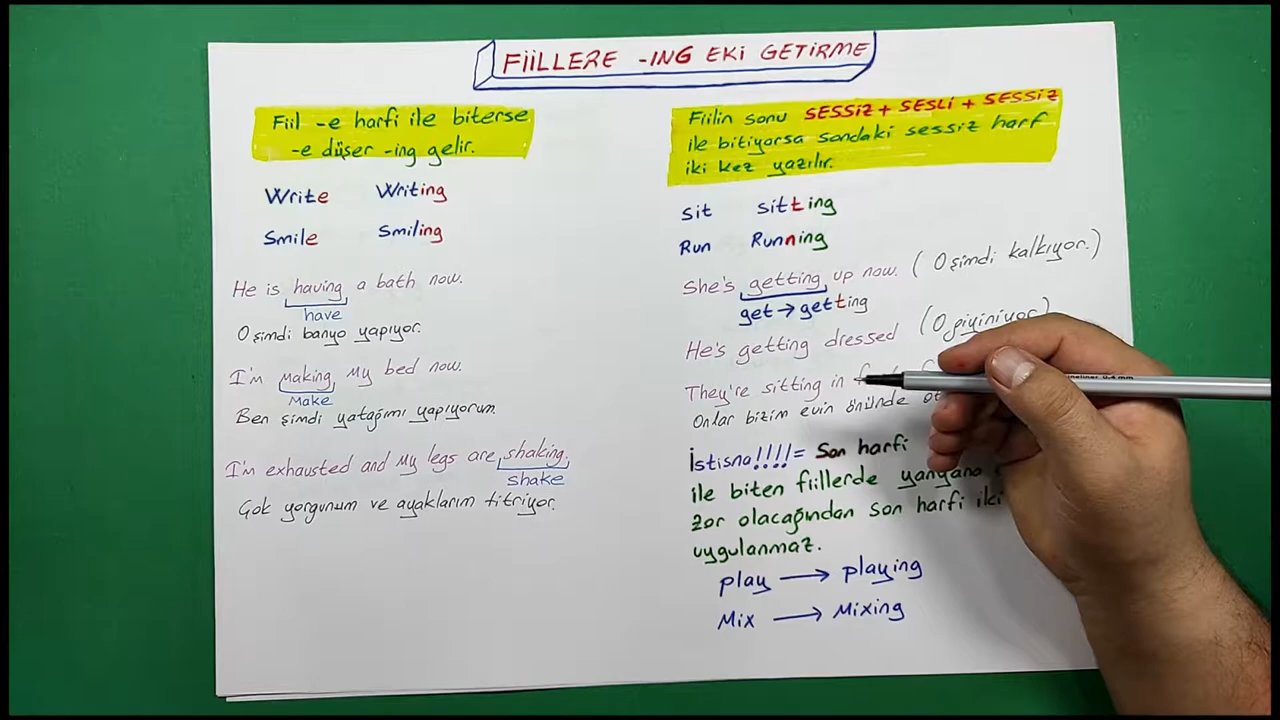 FİİLLERE -ING EKİ GETİRME
Fiil -e harfi ile biterse
-e düşer -ing gelir.
Write Writing
Smile Smiling
He is having a bath now.
have
O şimdi banyo yapıyor.
I'm making my bed now.
Make
Ben şimdi yatağımı yapıyorum.
I'm exhausted and my legs are shaking.
shake
Çok yorgunum ve ayaklarım titriyor.
Fiilin sonu SESSİZ + SESLİ + SESSİZ
ile bitiyorsa sondaki sessiz harf
iki kez yazılır.
Sit Sitting
Run Running
She's getting up now. (O şimdi kalkıyor.)
get → getting
He's getting dressed (O giyiniyor)
They're sitting in
Onlar bizim evin önünde
İstisna!!!! = Son harfi
ile biten fiillerde yanyana
zor olacağından son harfi iki
uygulanmaz.
play → playing
Mix → Mixing